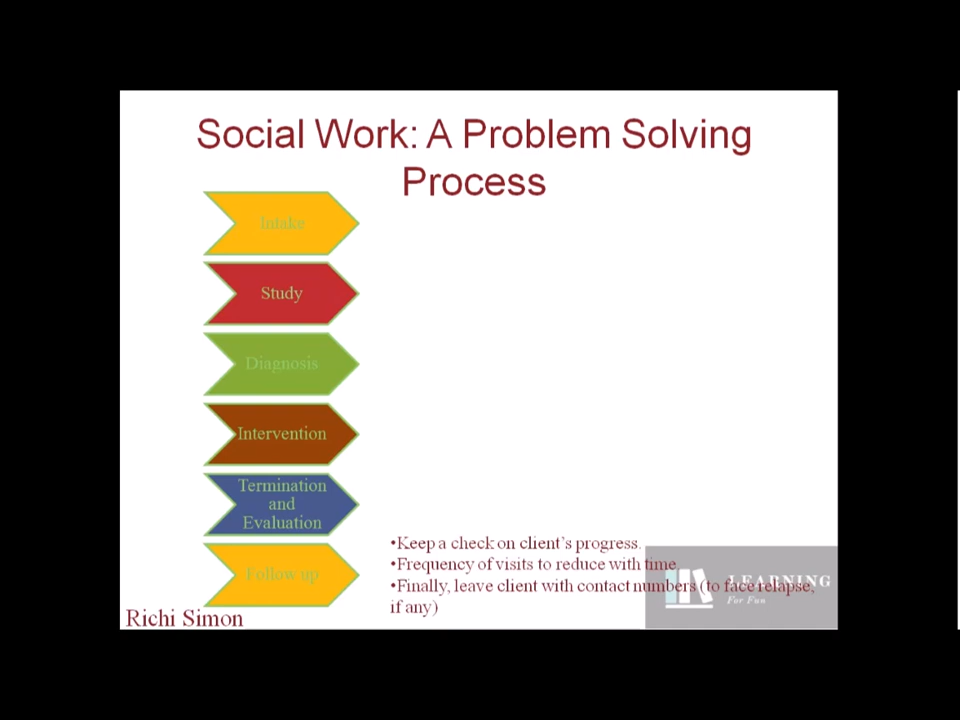 Social Work: A Problem Solving
Process
Intake
Study
Diagnosis
Intervention
Termination
and
Evaluation
Follow up
•Keep a check on client's progress.
•Frequency of visits to reduce with time
•Finally, leave client with contact numbers (to face relapse,
if any)
LEARNING
For Fun
Richi Simon